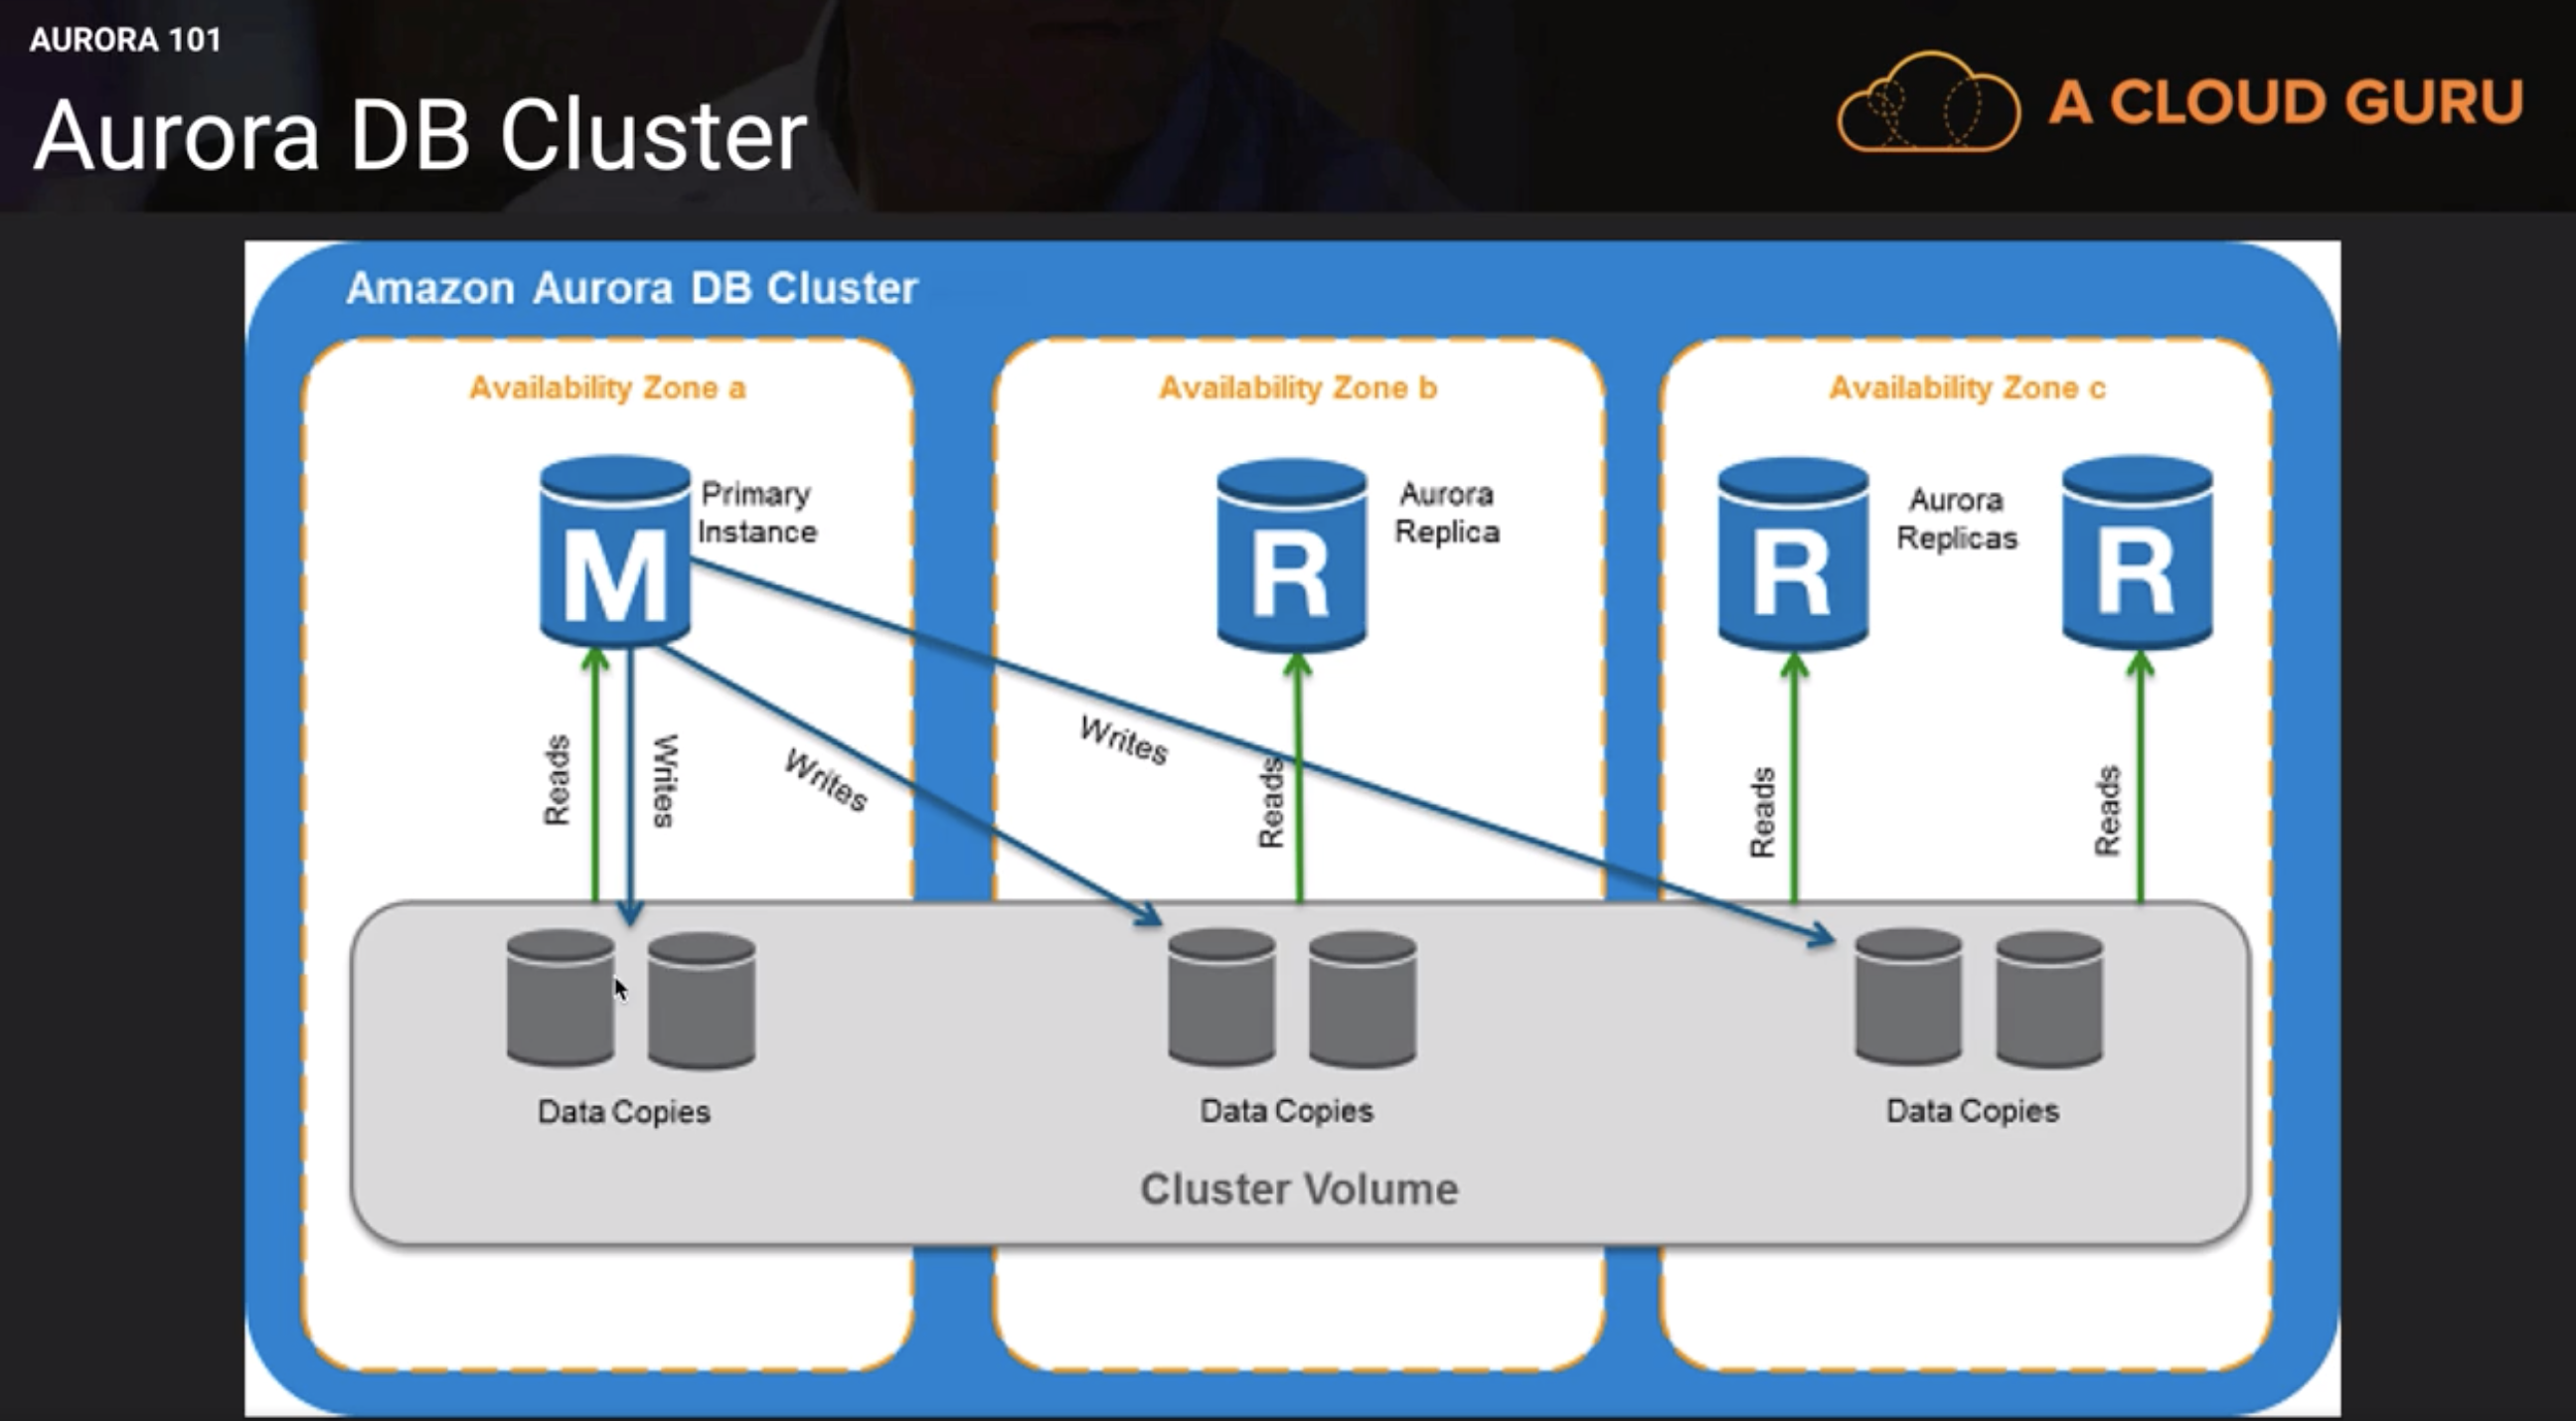 AURORA 101
Aurora DB Cluster
A CLOUD GURU
Amazon Aurora DB Cluster
Availability Zone a
Availability Zone b
Availability Zone c
M
Primary
Instance
R
Aurora
Replica
R
Aurora
Replicas
R
Reads
Writes
Writes
Writes
Reads
Reads
Reads
Data Copies
Data Copies
Data Copies
Cluster Volume